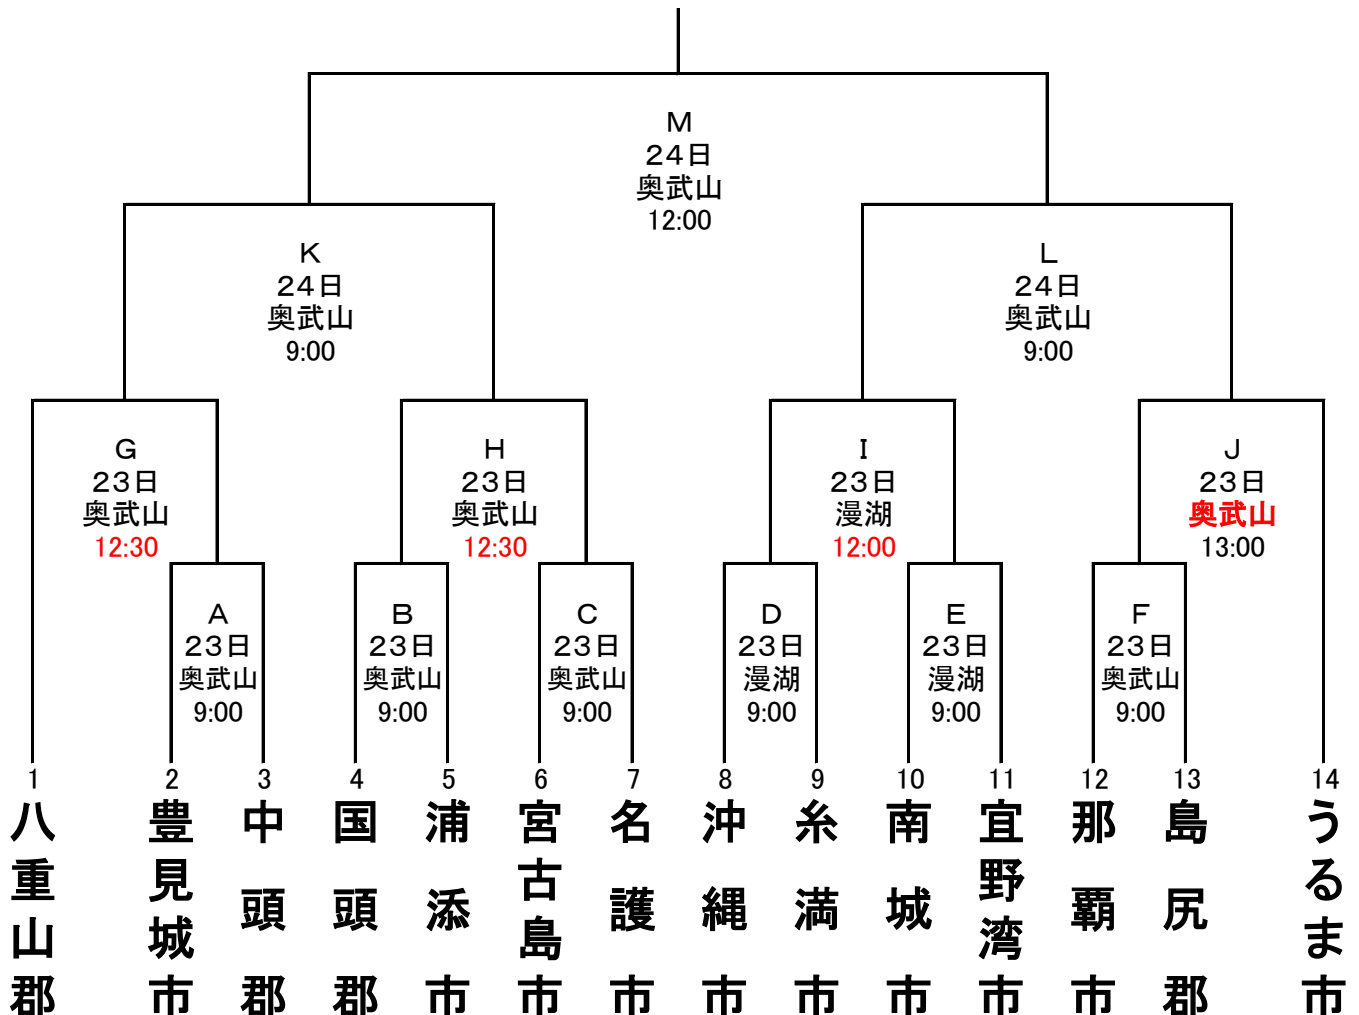 M
24日
奥武山
12:00
K
24日
奥武山
9:00
L
24日
奥武山
9:00
G
23日
奥武山
12:30
H
23日
奥武山
12:30
I
23日
漫湖
12:00
J
23日
奥武山
13:00
A
23日
奥武山
9:00
B
23日
奥武山
9:00
C
23日
奥武山
9:00
D
23日
漫湖
9:00
E
23日
漫湖
9:00
F
23日
奥武山
9:00
1
八重山郡
2
豊見城市
3
中頭郡
4
国頭郡
5
浦添市
6
宮古島市
7
名護市
8
沖縄市
9
糸満市
10
南城市
11
宜野湾市
12
那覇市
13
島尻郡
14
うるま市